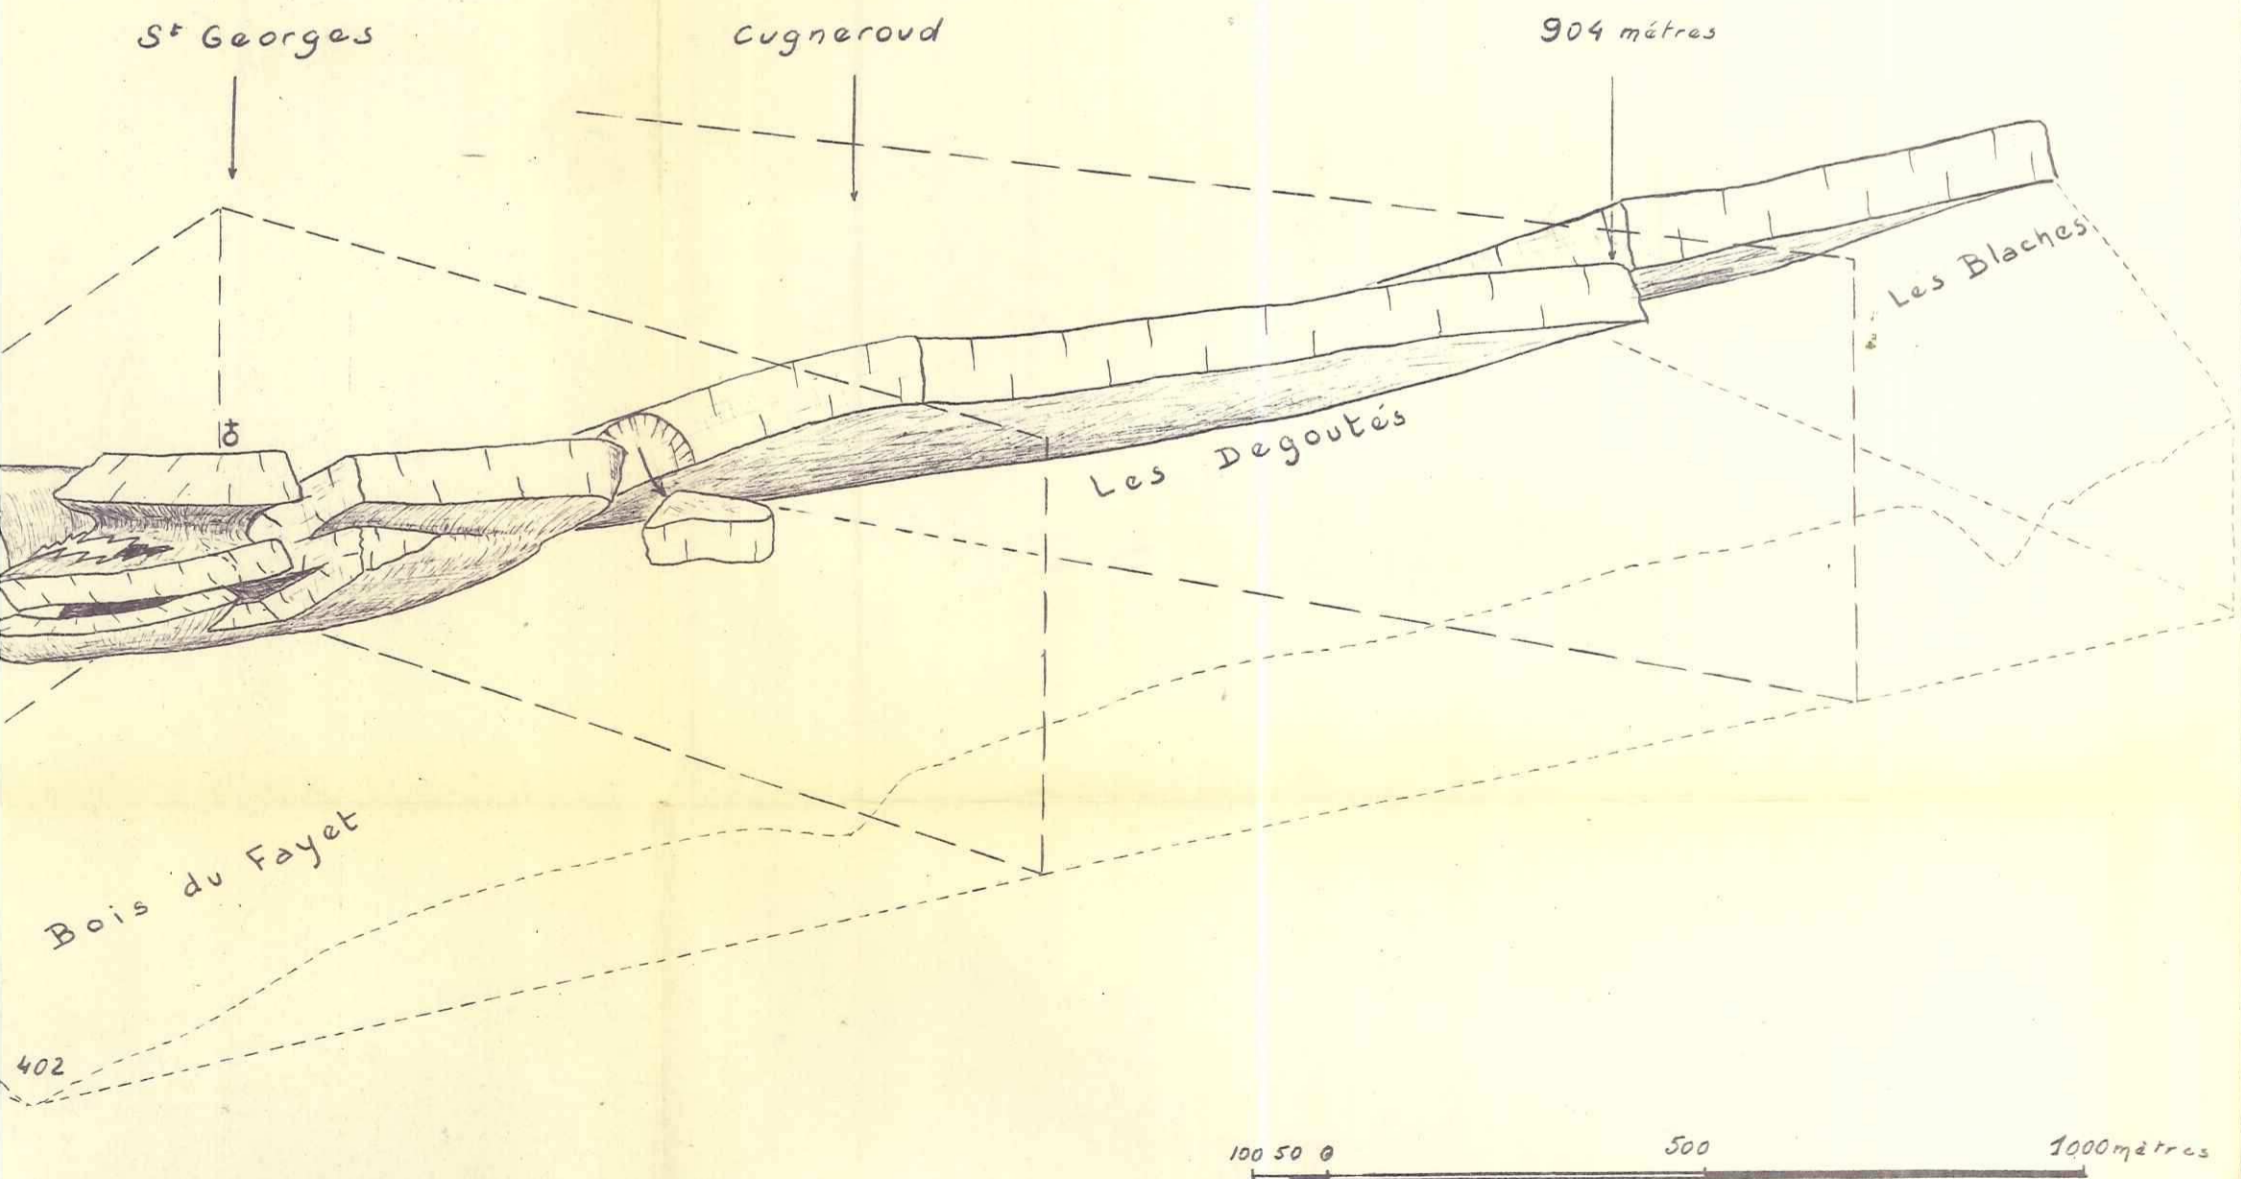 St Georges
Cugneroud
904 mètres
Les Blaches
Les Degoutés
Bois du Fayet
402
100 50 0 500 1000 mètres